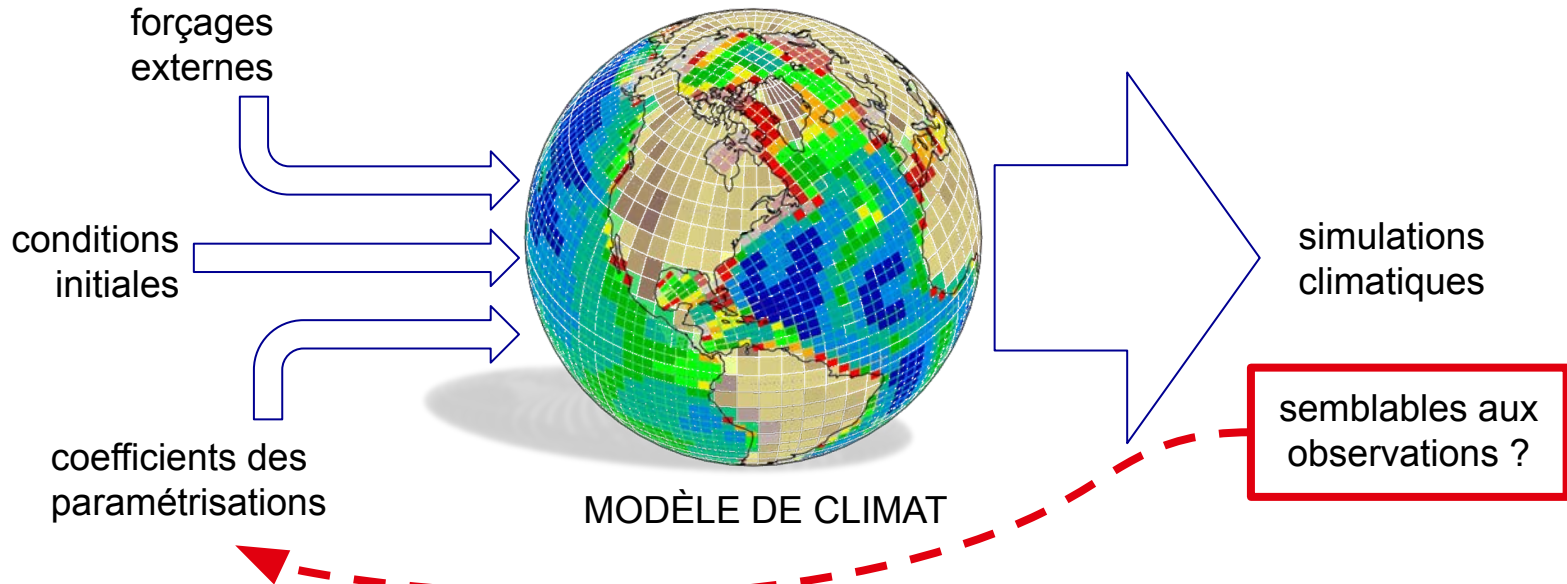 forçages
externes
conditions
initiales
coefficients des
paramétrisations
MODÈLE DE CLIMAT
simulations
climatiques
semblables aux
observations ?